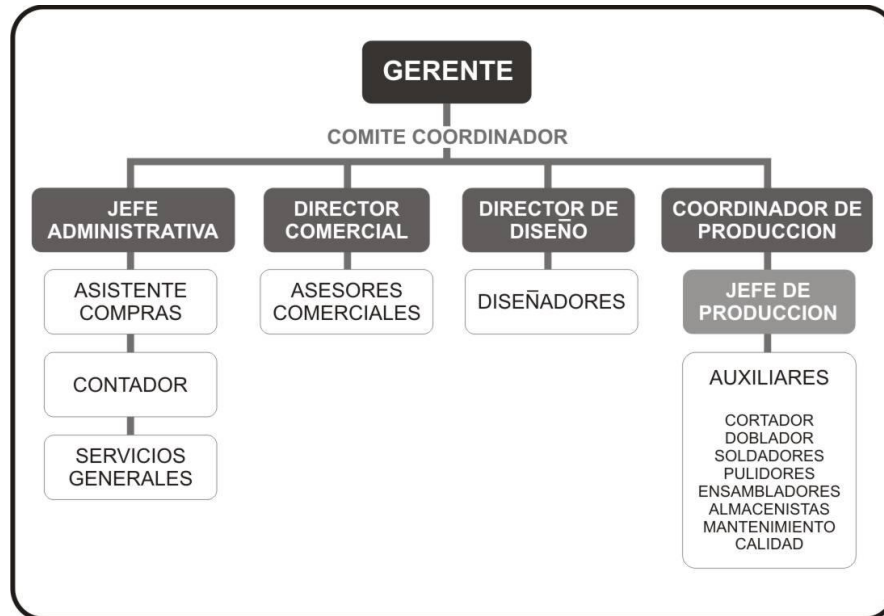 GERENTE
COMITE COORDINADOR
JEFE
ADMINISTRATIVA
DIRECTOR
COMERCIAL
DIRECTOR DE
DISEÑO
COORDINADOR DE
PRODUCCION
ASISTENTE
COMPRAS
ASESORES
COMERCIALES
DISEÑADORES
JEFE DE
PRODUCCION
CONTADOR
SERVICIOS
GENERALES
AUXILIARES
CORTADOR
DOBLADOR
SOLDADORES
PULIDORES
ENSAMBLADORES
ALMACENISTAS
MANTENIMIENTO
CALIDAD